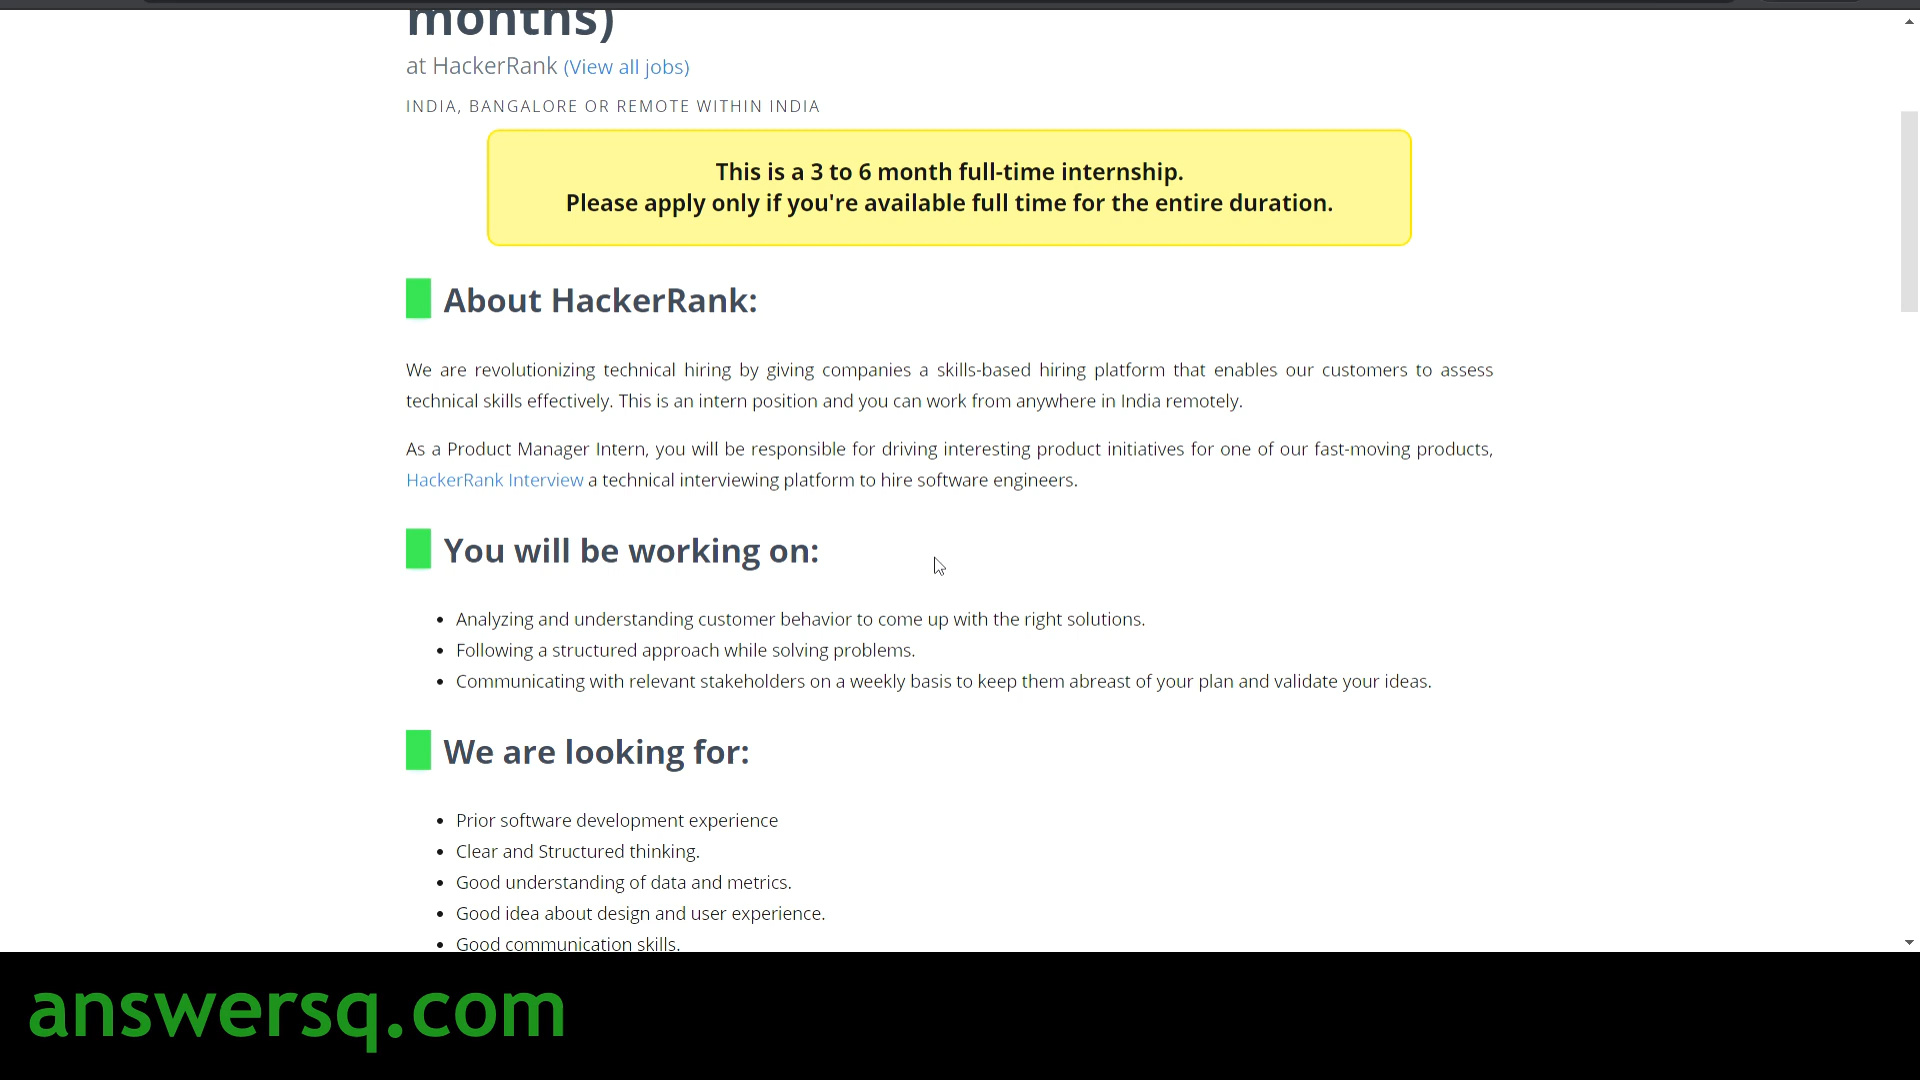 months)
at HackerRank (View all jobs)
INDIA, BANGALORE OR REMOTE WITHIN INDIA
This is a 3 to 6 month full-time internship.
Please apply only if you're available full time for the entire duration.
About HackerRank:
We are revolutionizing technical hiring by giving companies a skills-based hiring platform that enables our customers to assess
technical skills effectively. This is an intern position and you can work from anywhere in India remotely.
As a Product Manager Intern, you will be responsible for driving interesting product initiatives for one of our fast-moving products,
HackerRank Interview a technical interviewing platform to hire software engineers.
You will be working on:
• Analyzing and understanding customer behavior to come up with the right solutions.
• Following a structured approach while solving problems.
• Communicating with relevant stakeholders on a weekly basis to keep them abreast of your plan and validate your ideas.
We are looking for:
• Prior software development experience
• Clear and Structured thinking.
• Good understanding of data and metrics.
• Good idea about design and user experience.
• Good communication skills.
answersq.com